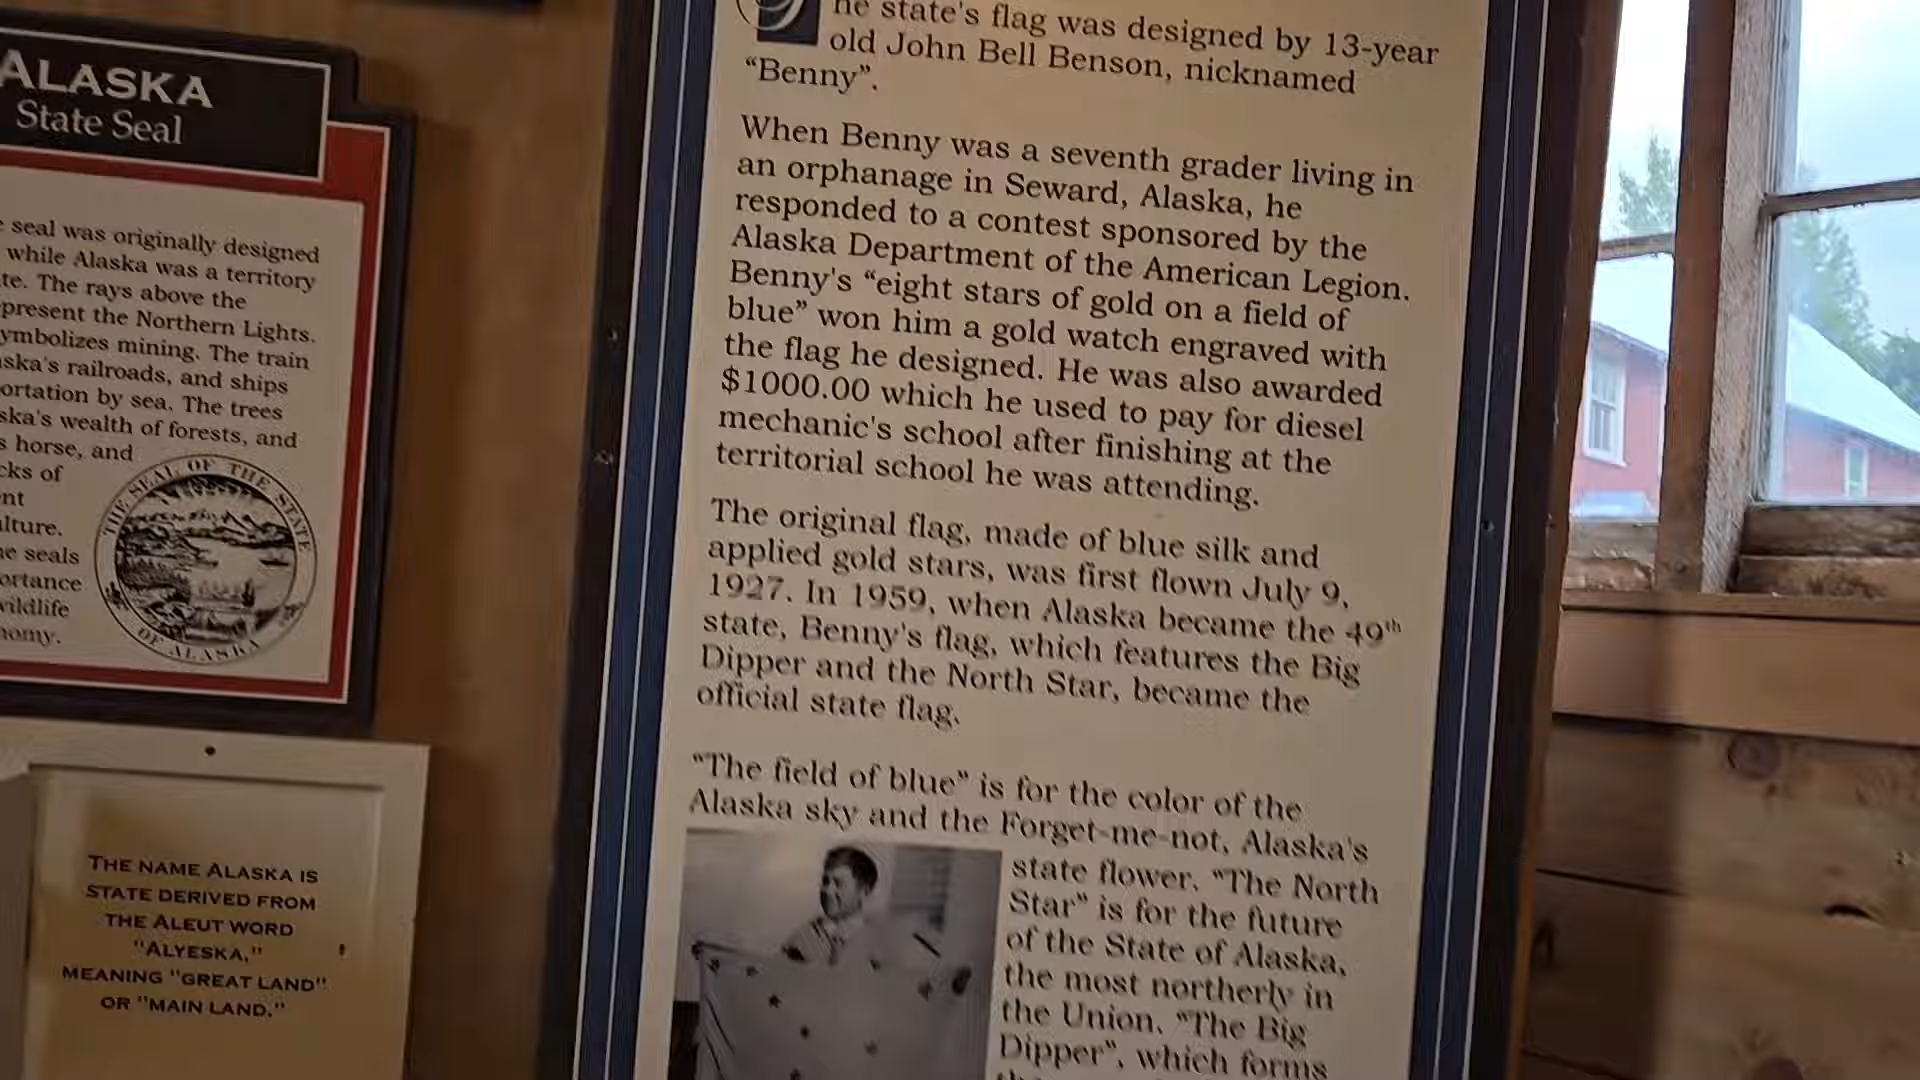 ALASKA
State Seal
seal was originally designed
while Alaska was a territory
The rays above the
present the Northern Lights.
ymbolizes mining. The train
aska's railroads, and ships
ortation by sea. The trees
ska's wealth of forests, and
s horse, and
cks of
nt
lture.
he seals
ortance
wildlife
nomy.
THE SEAL OF THE STATE
OF ALASKA
THE NAME ALASKA IS
STATE DERIVED FROM
THE ALEUT WORD
"ALYESKA,"
MEANING "GREAT LAND"
OR "MAIN LAND."
he state's flag was designed by 13-year
old John Bell Benson, nicknamed
“Benny”.
When Benny was a seventh grader living in
an orphanage in Seward, Alaska, he
responded to a contest sponsored by the
Alaska Department of the American Legion.
Benny's “eight stars of gold on a field of
blue” won him a gold watch engraved with
the flag he designed. He was also awarded
$1000.00 which he used to pay for diesel
mechanic's school after finishing at the
territorial school he was attending.
The original flag, made of blue silk and
applied gold stars, was first flown July 9,
1927. In 1959, when Alaska became the 49th
state, Benny's flag, which features the Big
Dipper and the North Star, became the
official state flag.
“The field of blue” is for the color of the
Alaska sky and the Forget-me-not, Alaska's
state flower. “The North
Star” is for the future
of the State of Alaska,
the most northerly in
the Union. “The Big
Dipper”, which forms